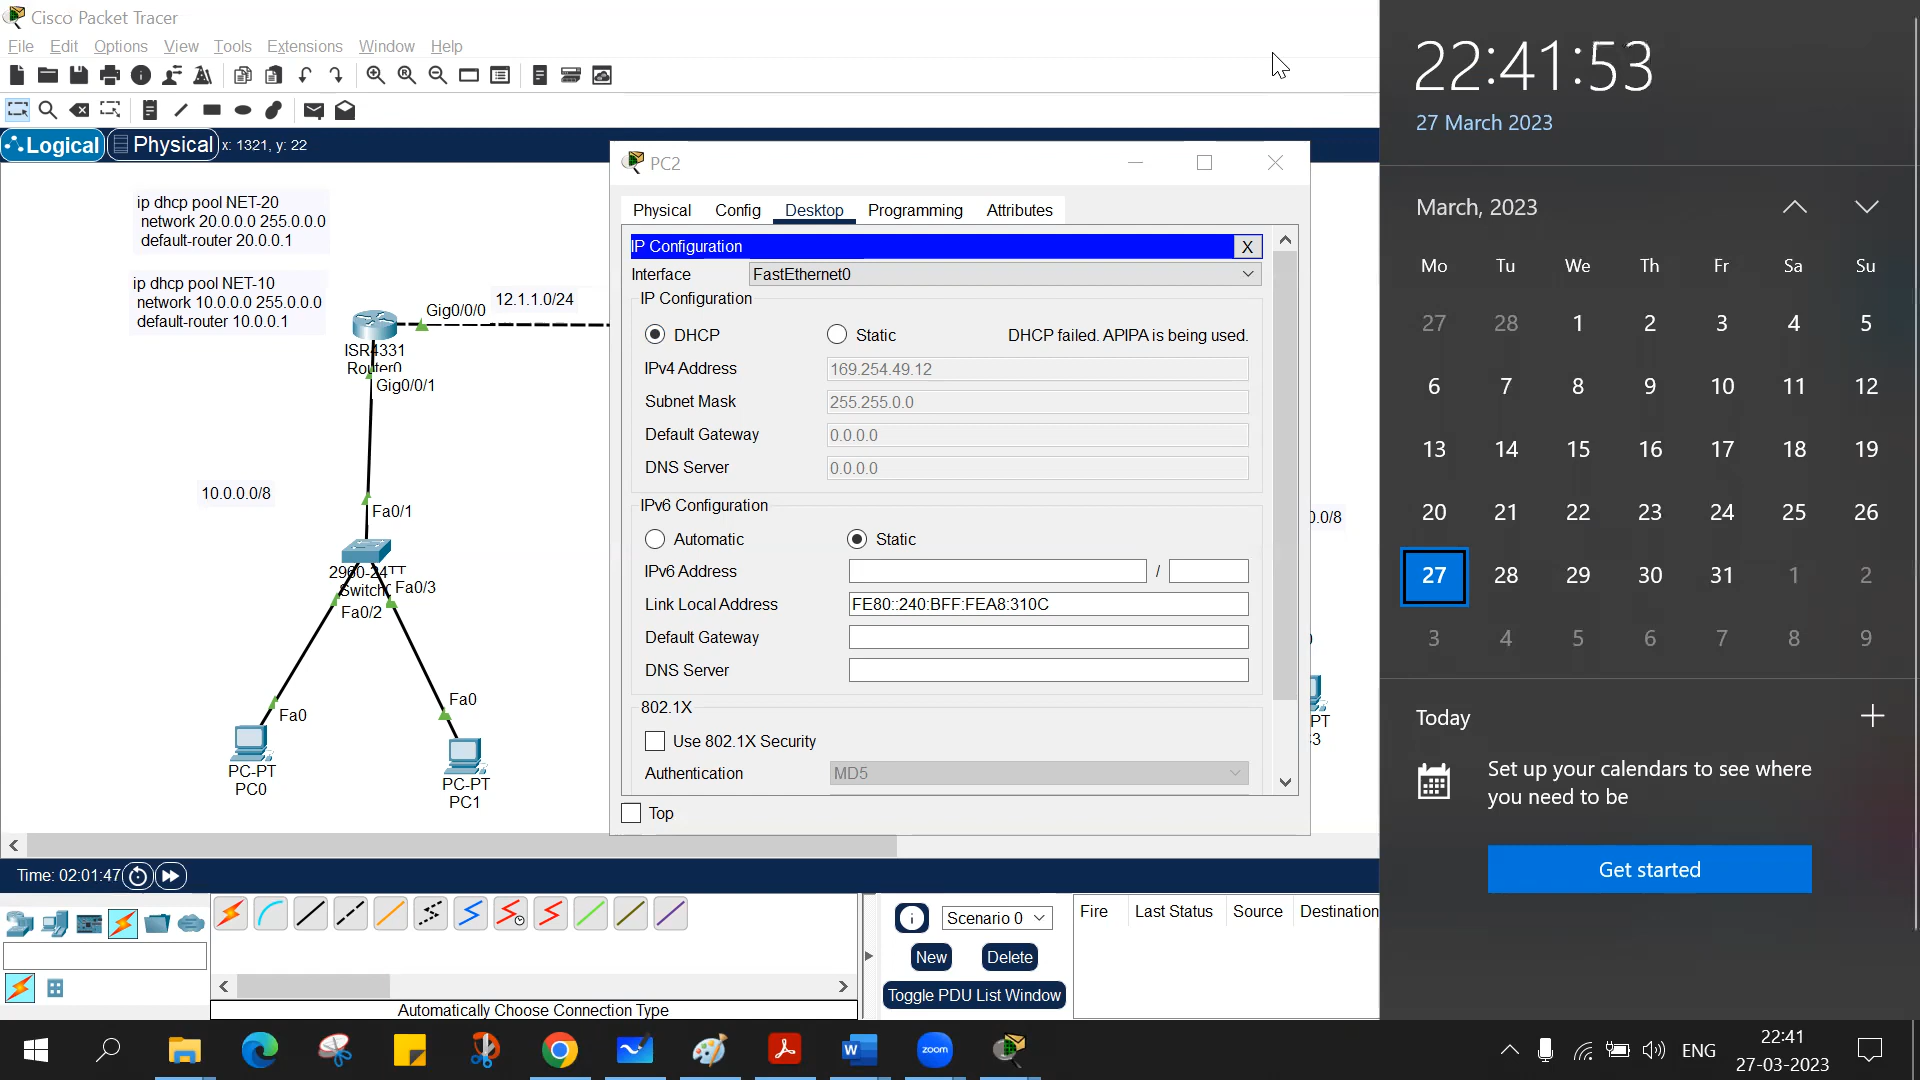 Cisco Packet Tracer
File Edit Options View Tools Extensions Window Help
Logical Physical x: 1321, y: 22
ip dhcp pool NET-20
network 20.0.0.0 255.0.0.0
default-router 20.0.0.1
ip dhcp pool NET-10
network 10.0.0.0 255.0.0.0
default-router 10.0.0.1
Gig0/0/0
12.1.1.0/24
ISR4331
Router0
Gig0/0/1
10.0.0.0/8
Fa0/1
2960-24TT
Fa0/3
Fa0/2
Fa0
Fa0
PC-PT
PC0
PC-PT
PC1
PC2
Physical Config Desktop Programming Attributes
IP Configuration X
Interface FastEthernet0
IP Configuration
DHCP Static DHCP failed. APIPA is being used.
IPv4 Address 169.254.49.12
Subnet Mask 255.255.0.0
Default Gateway 0.0.0.0
DNS Server 0.0.0.0
IPv6 Configuration
Automatic Static
IPv6 Address /
Link Local Address FE80::240:BFF:FEA8:310C
Default Gateway
DNS Server
802.1X
Use 802.1X Security
Authentication MD5
Top
0.0/8
PT
3
Time: 02:01:47
Automatically Choose Connection Type
Scenario 0
New Delete
Toggle PDU List Window
Fire Last Status Source Destination
22:41:53
27 March 2023
March, 2023
Mo Tu We Th Fr Sa Su
27 28 1 2 3 4 5
6 7 8 9 10 11 12
13 14 15 16 17 18 19
20 21 22 23 24 25 26
27 28 29 30 31 1 2
3 4 5 6 7 8 9
Today
Set up your calendars to see where
you need to be
Get started
W zoom
ENG
22:41
27-03-2023